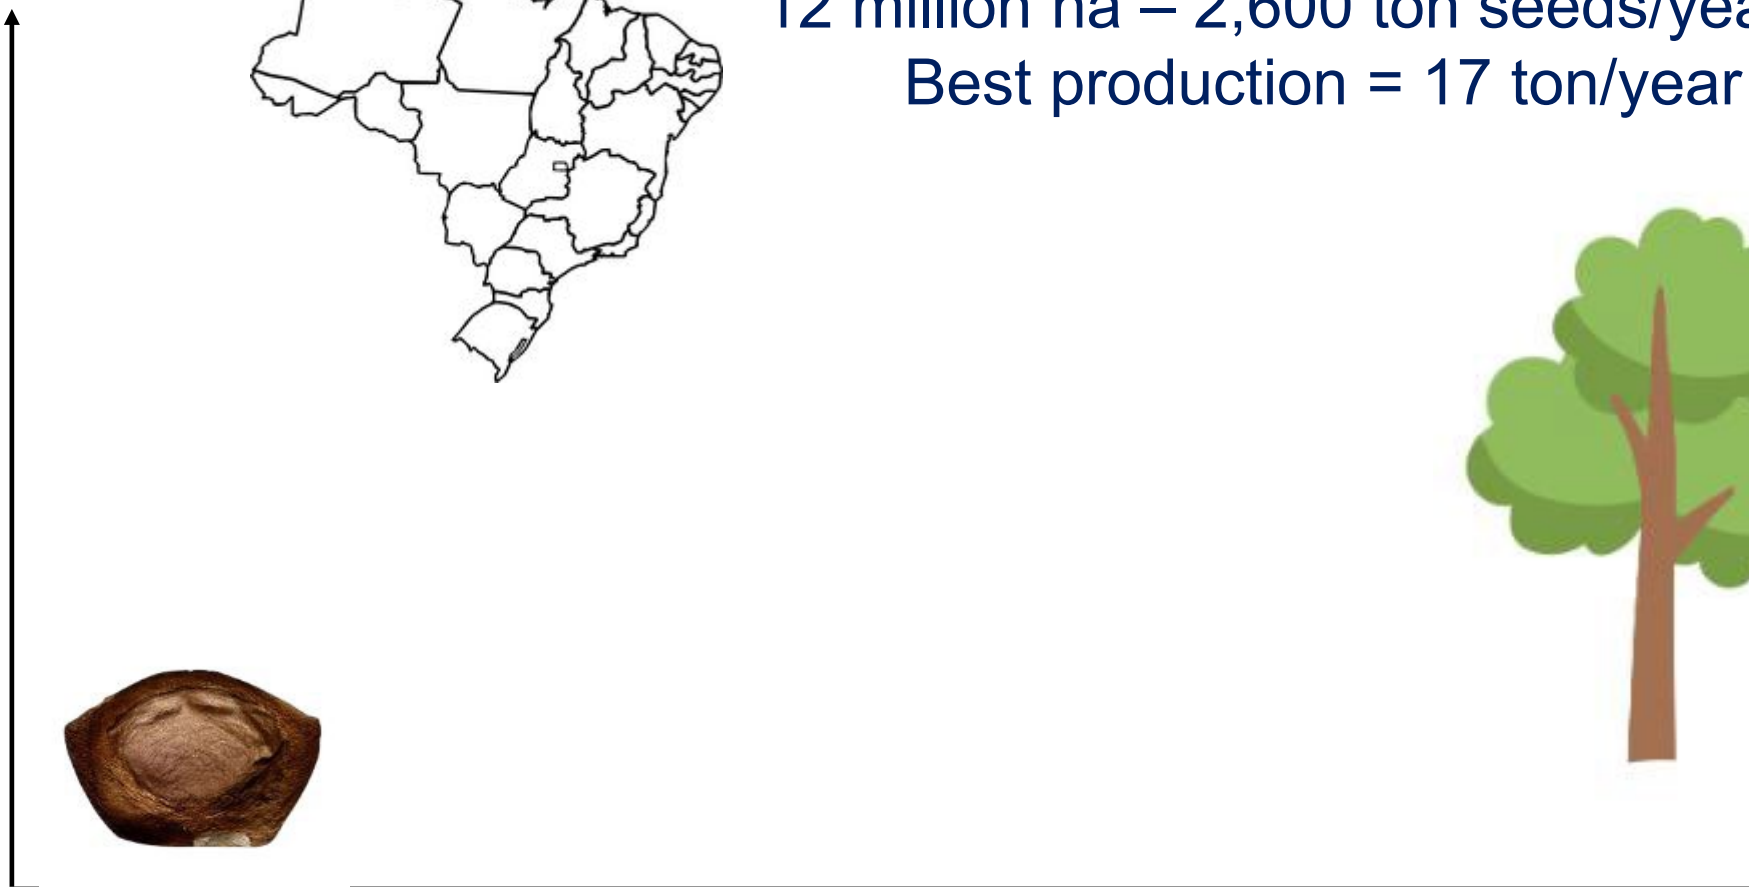 12 million ha – 2,600 ton seeds/yea
Best production = 17 ton/year